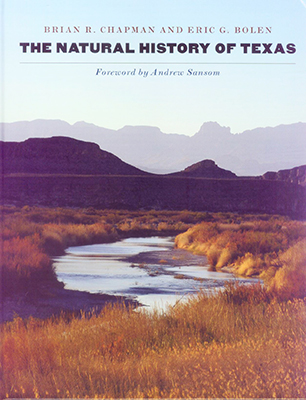 BRIAN R. CHAPMAN AND ERIC G. BOLEN
THE NATURAL HISTORY OF TEXAS
Foreword by Andrew Sansom